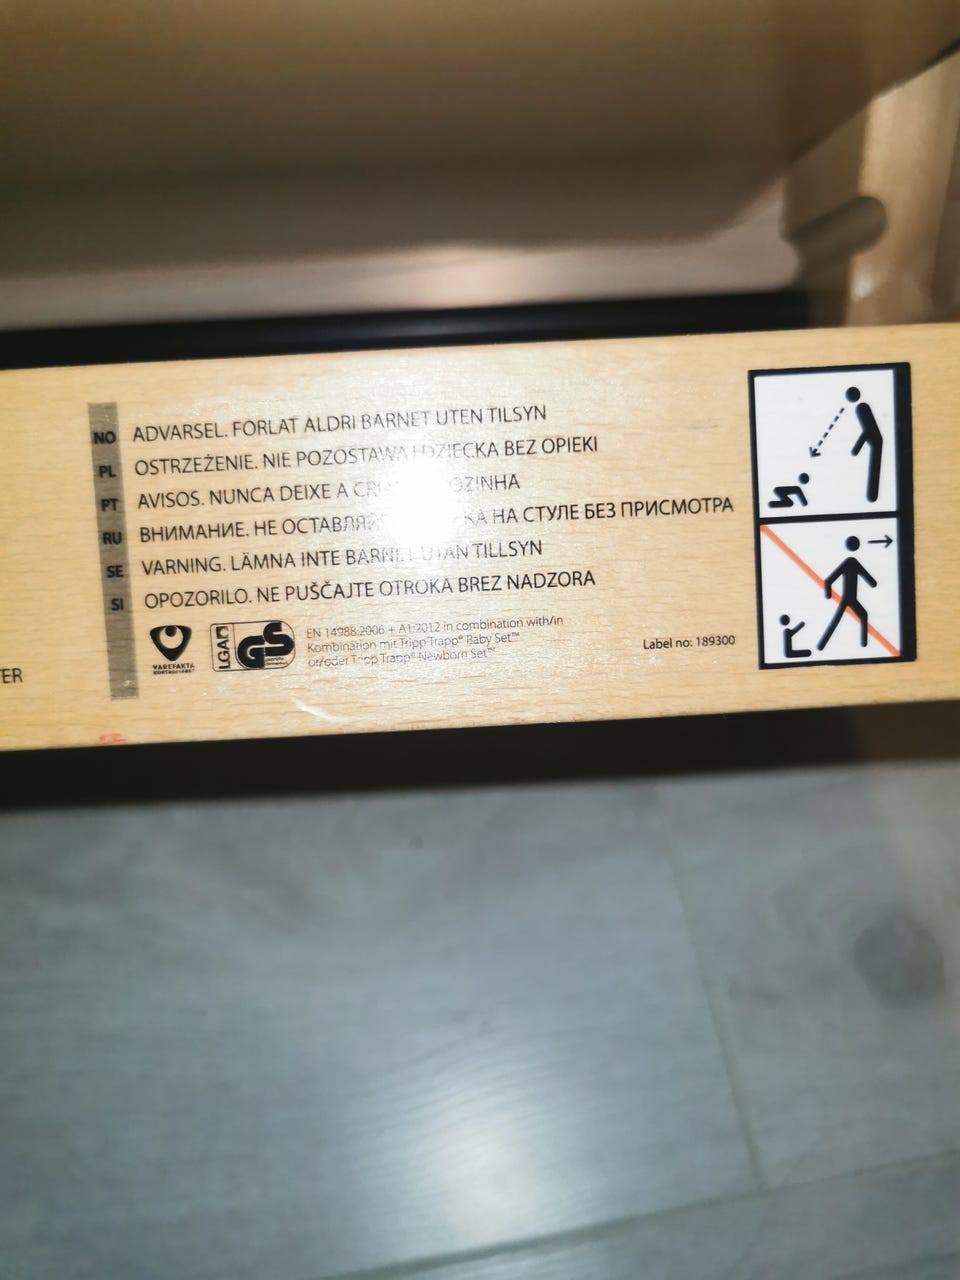 NO ADVARSEL. FORLAT ALDRI BARNET UTEN TILSYN
PL OSTRZEŻENIE. NIE POZOSTAWAJ DZIECKA BEZ OPIEKI
PT AVISOS. NUNCA DEIXE A
RU ВНИМАНИЕ. НЕ НА СТУЛЕ БЕЗ ПРИСМОТРА
SE VARNING. LÄMNA INTE BARNET UTAN TILLSYN
SI OPOZORILO. NE PUŠČAJTE OTROKA BREZ NADZORA
VAREFAKTA
KONTROLLERET
LGA
GS
EN 14988:2006 + A1:2012 in combination with/in
Kombination mit Tripp Trapp® Baby Set™
or/oder Tripp Trapp® Newborn Set™
Label no: 189300